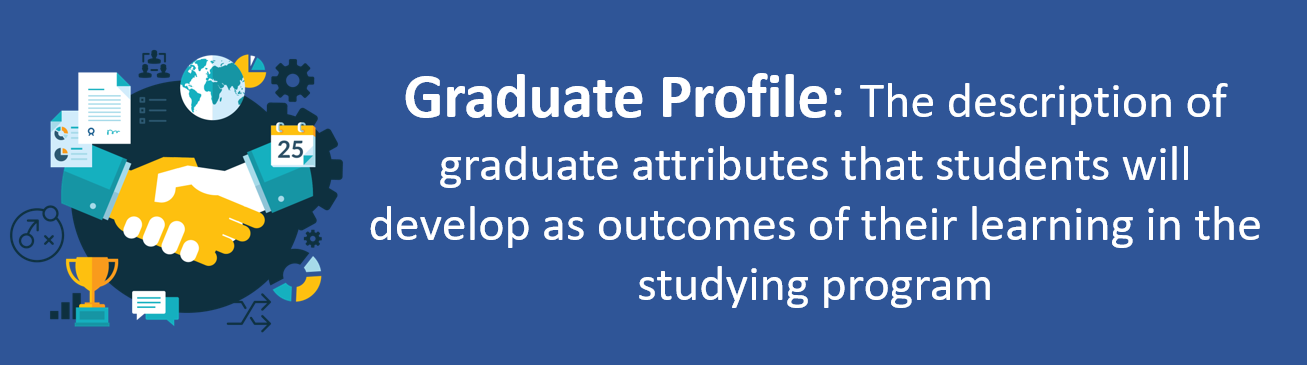 25
Graduate Profile: The description of
graduate attributes that students will
develop as outcomes of their learning in the
studying program